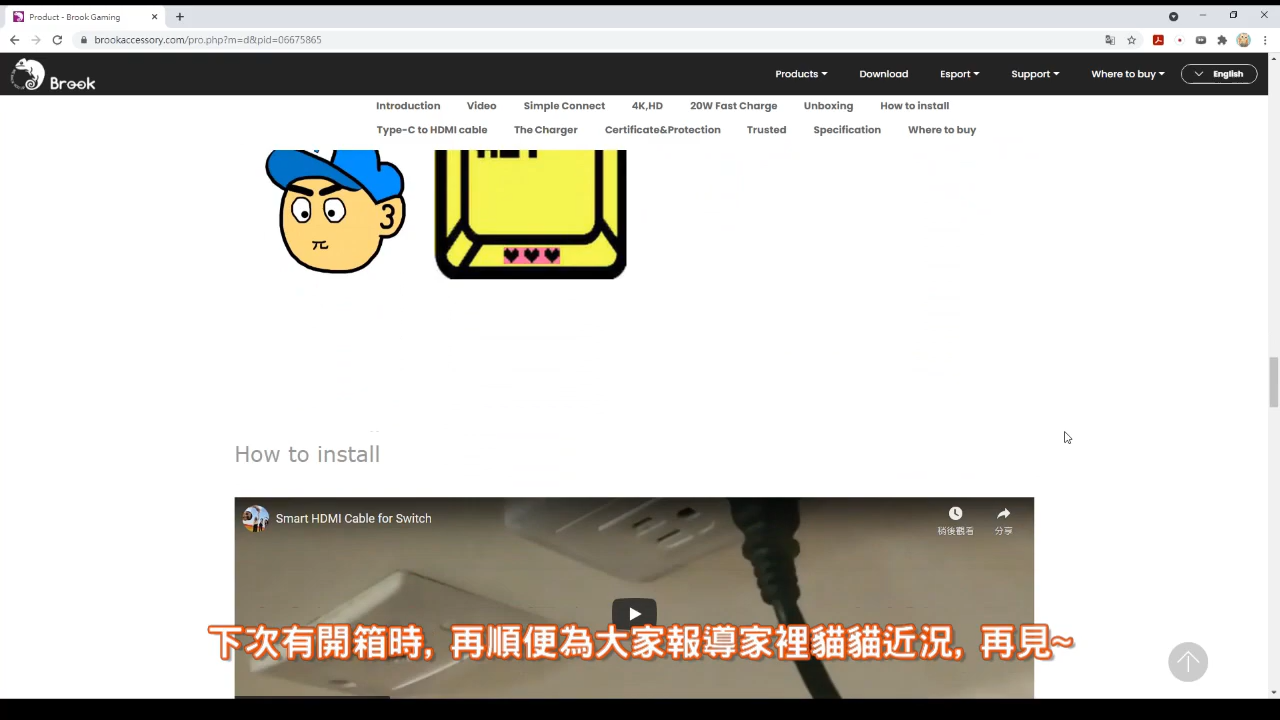 Product - Brook Gaming
brookaccessory.com/pro.php?m=d&pid=06675865
Brook
Products Download Esport Support Where to buy English
Introduction Video Simple Connect 4K,HD 20W Fast Charge Unboxing How to install
Type-C to HDMI cable The Charger Certificate&Protection Trusted Specification Where to buy
3
How to install
Smart HDMI Cable for Switch
稍後觀看 分享
下次有開箱時, 再順便為大家報導家裡貓貓近況, 再見~